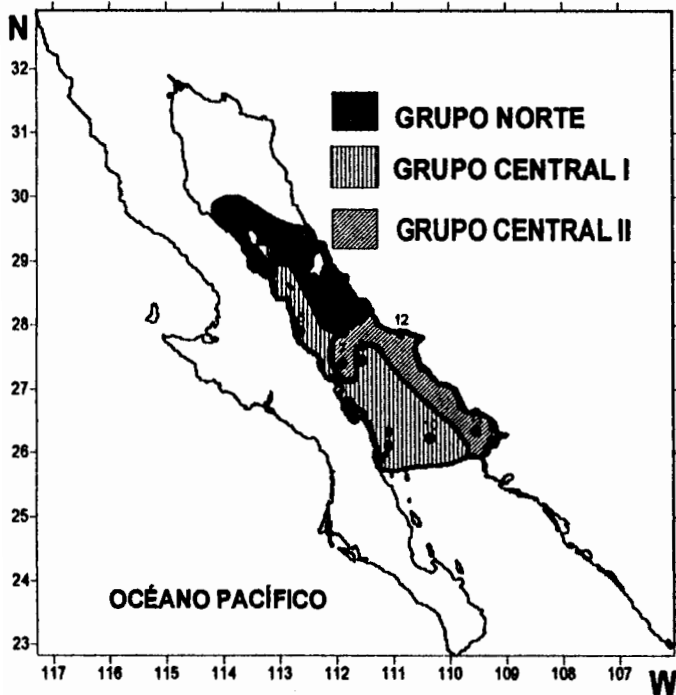 N
32
31
30
29
28
27
26
25
24
23
GRUPO NORTE
GRUPO CENTRAL I
GRUPO CENTRAL II
12
OCÉANO PACÍFICO
117 116 115 114 113 112 111 110 109 108 107
W